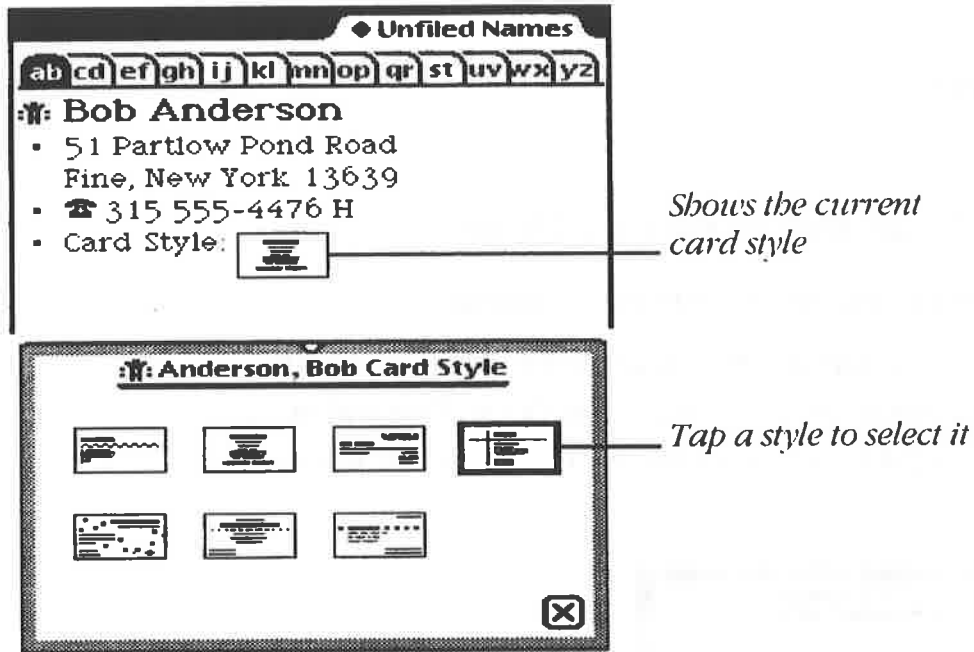 Unfiled Names
ab cd ef gh ij kl mn op qr st uv wx yz
Bob Anderson
51 Partlow Pond Road
Fine, New York 13639
315 555-4476 H
Card Style:
Shows the current
card style
Anderson, Bob Card Style
Tap a style to select it